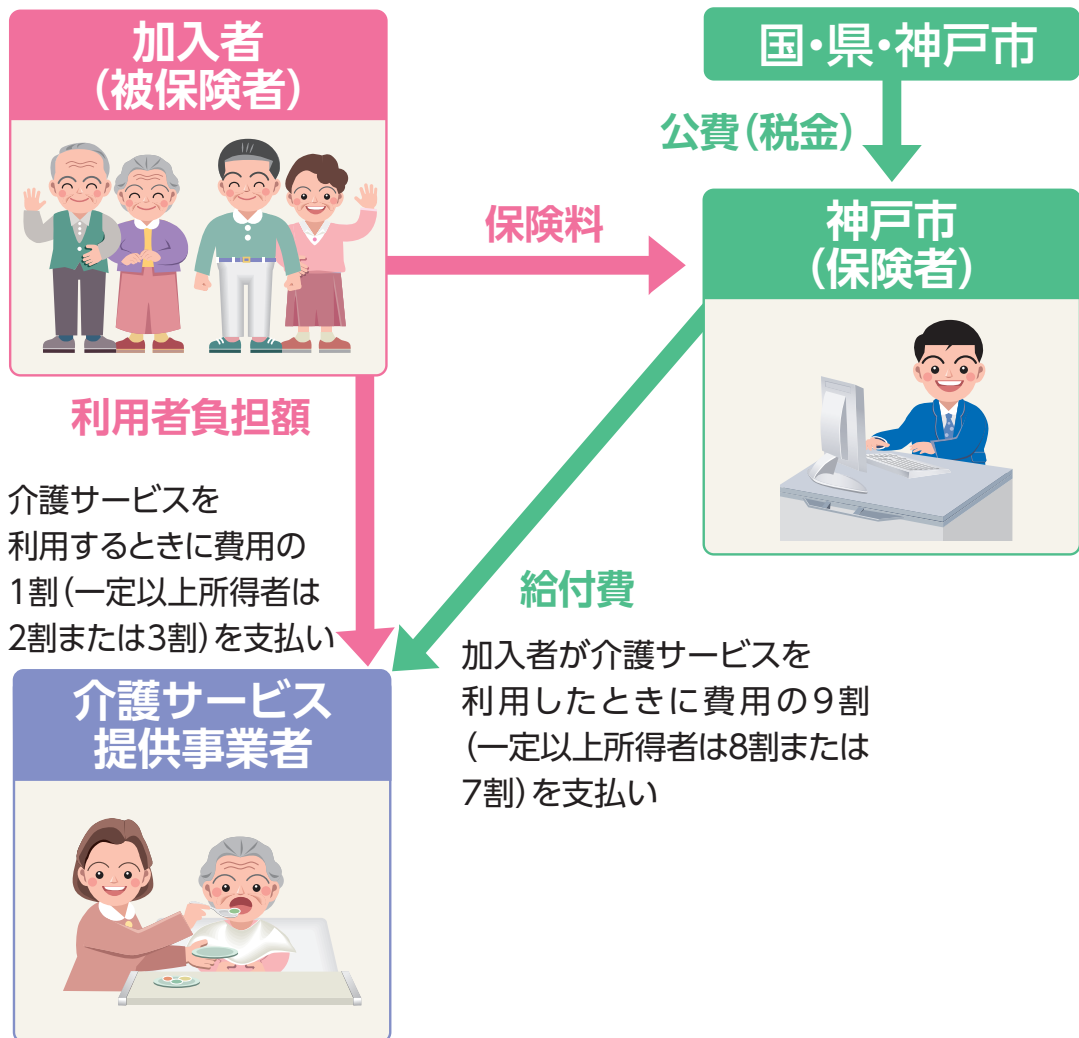 加入者
（被保険者）
国・県・神戸市
公費（税金）
保険料
神戸市
（保険者）
利用者負担額
介護サービスを
利用するときに費用の
1割（一定以上所得者は
2割または3割）を支払い
給付費
加入者が介護サービスを
利用したときに費用の9割
（一定以上所得者は8割または
7割）を支払い
介護サービス
提供事業者